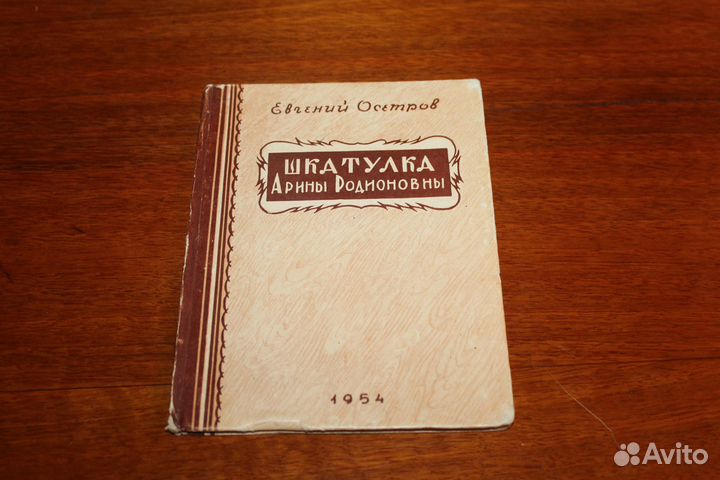 Евгений Осетров
ШКАТУЛКА
Арины Родионовны
1954
Avito